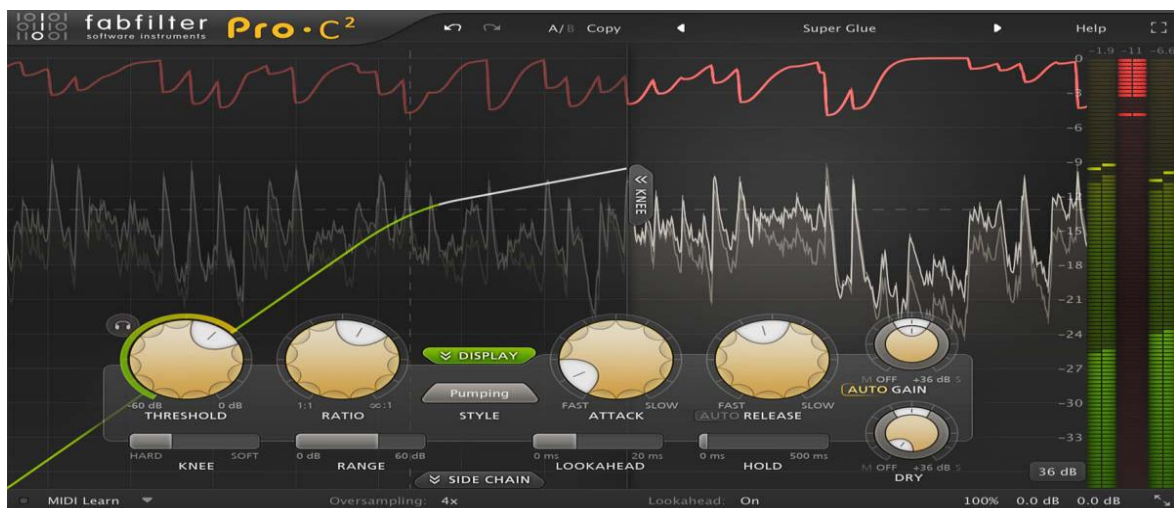 fabfilter Pro·C²
software instruments
A/B Copy Super Glue Help
-1.9 -11 -6.6
0
-3
-6
-9
-12
-15
-18
-21
-24
-27
-30
-33
36 dB
KNEE
DISPLAY
Pumping
STYLE
-60 dB 0 dB
THRESHOLD
1:1 ∞:1
RATIO
FAST SLOW
ATTACK
FAST SLOW
AUTO RELEASE
M OFF +36 dB S
AUTO GAIN
HARD SOFT
KNEE
0 dB 60 dB
RANGE
0 ms 20 ms
LOOKAHEAD
0 ms 500 ms
HOLD
M OFF +36 dB S
DRY
SIDE CHAIN
MIDI Learn Oversampling: 4x Lookahead: On 100% 0.0 dB 0.0 dB